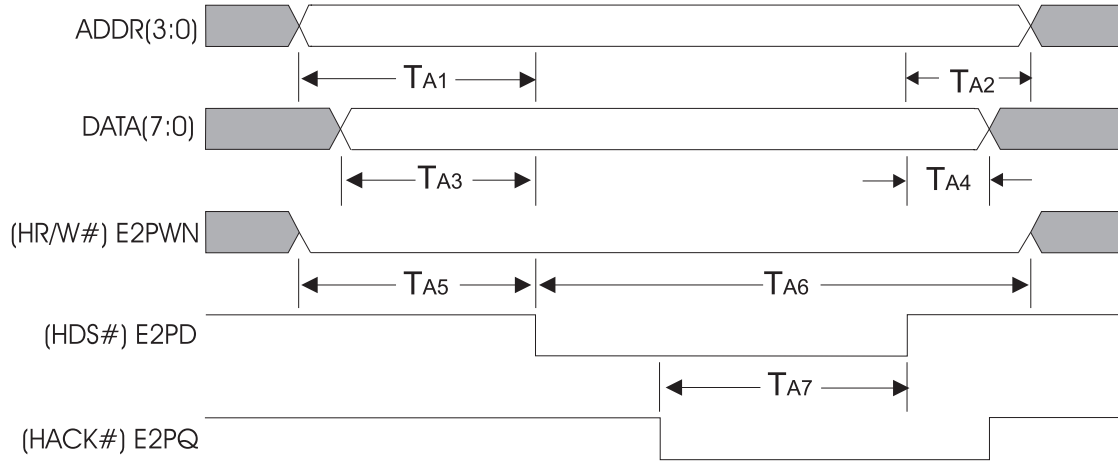 ADDR(3:0)
TA1
TA2
DATA(7:0)
TA3
TA4
(HR/W#) E2PWN
TA5
TA6
(HDS#) E2PD
TA7
(HACK#) E2PQ